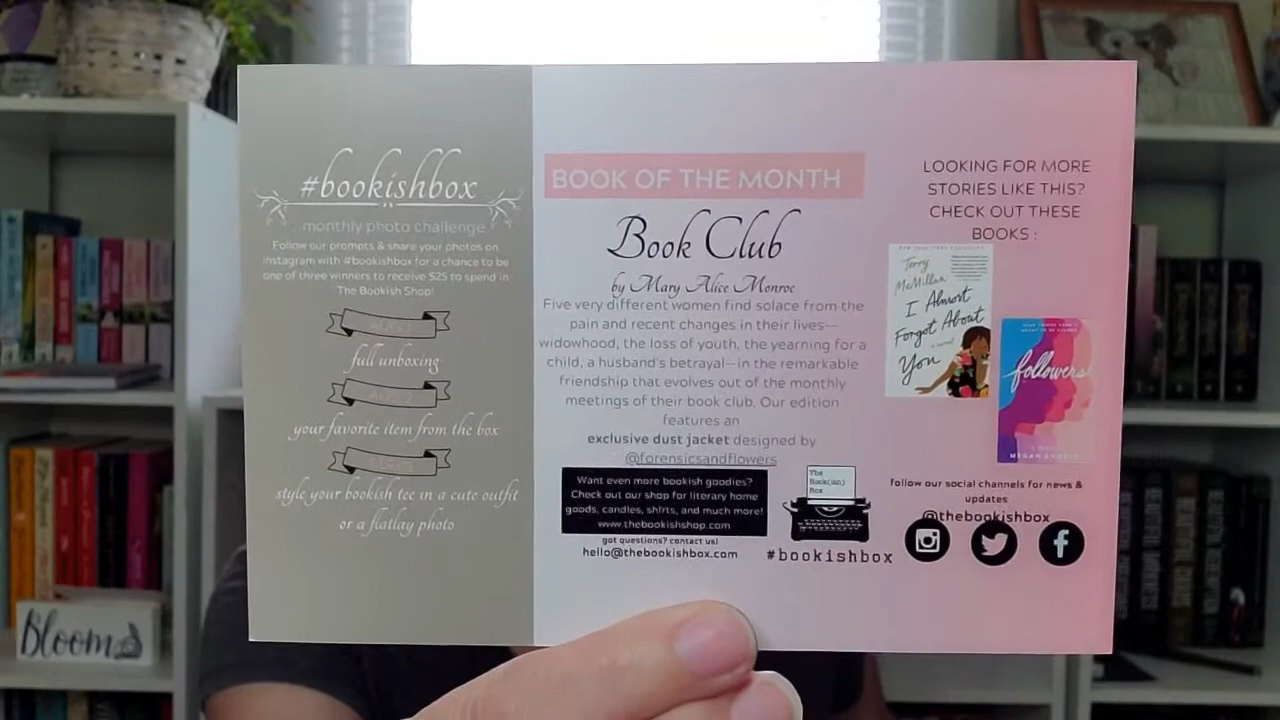 #bookishbox
monthly photo challenge
Follow our prompts & share your photos on
Instagram with #bookishbox for a chance to be
one of three winners to receive $25 to spend in
The Bookish Shop!
full unboxing
your favorite item from the box
style your bookish tee in a cute outfit
or a flatlay photo
BOOK OF THE MONTH
Book Club
by Mary Alice Monroe
Five very different women find solace from the
pain and recent changes in their lives--
widowhood, the loss of youth, the yearning for a
child, a husband's betrayal—in the remarkable
friendship that evolves out of the monthly
meetings of their book club. Our edition
features an
exclusive dust jacket designed by
@forensicsandflowers
Want even more bookish goodies?
Check out our shop for literary home
goods, candles, shirts, and much more!
www.thebookishshop.com
got questions? contact us!
hello@thebookishbox.com
The
Book(ish)
Box
#bookishbox
LOOKING FOR MORE
STORIES LIKE THIS?
CHECK OUT THESE
BOOKS :
Terry
McMillan
I Almost
Forgot About
You
a novel
followers
MEGAN ANGELO
follow our social channels for news &
updates
@thebookishbox
Bloom